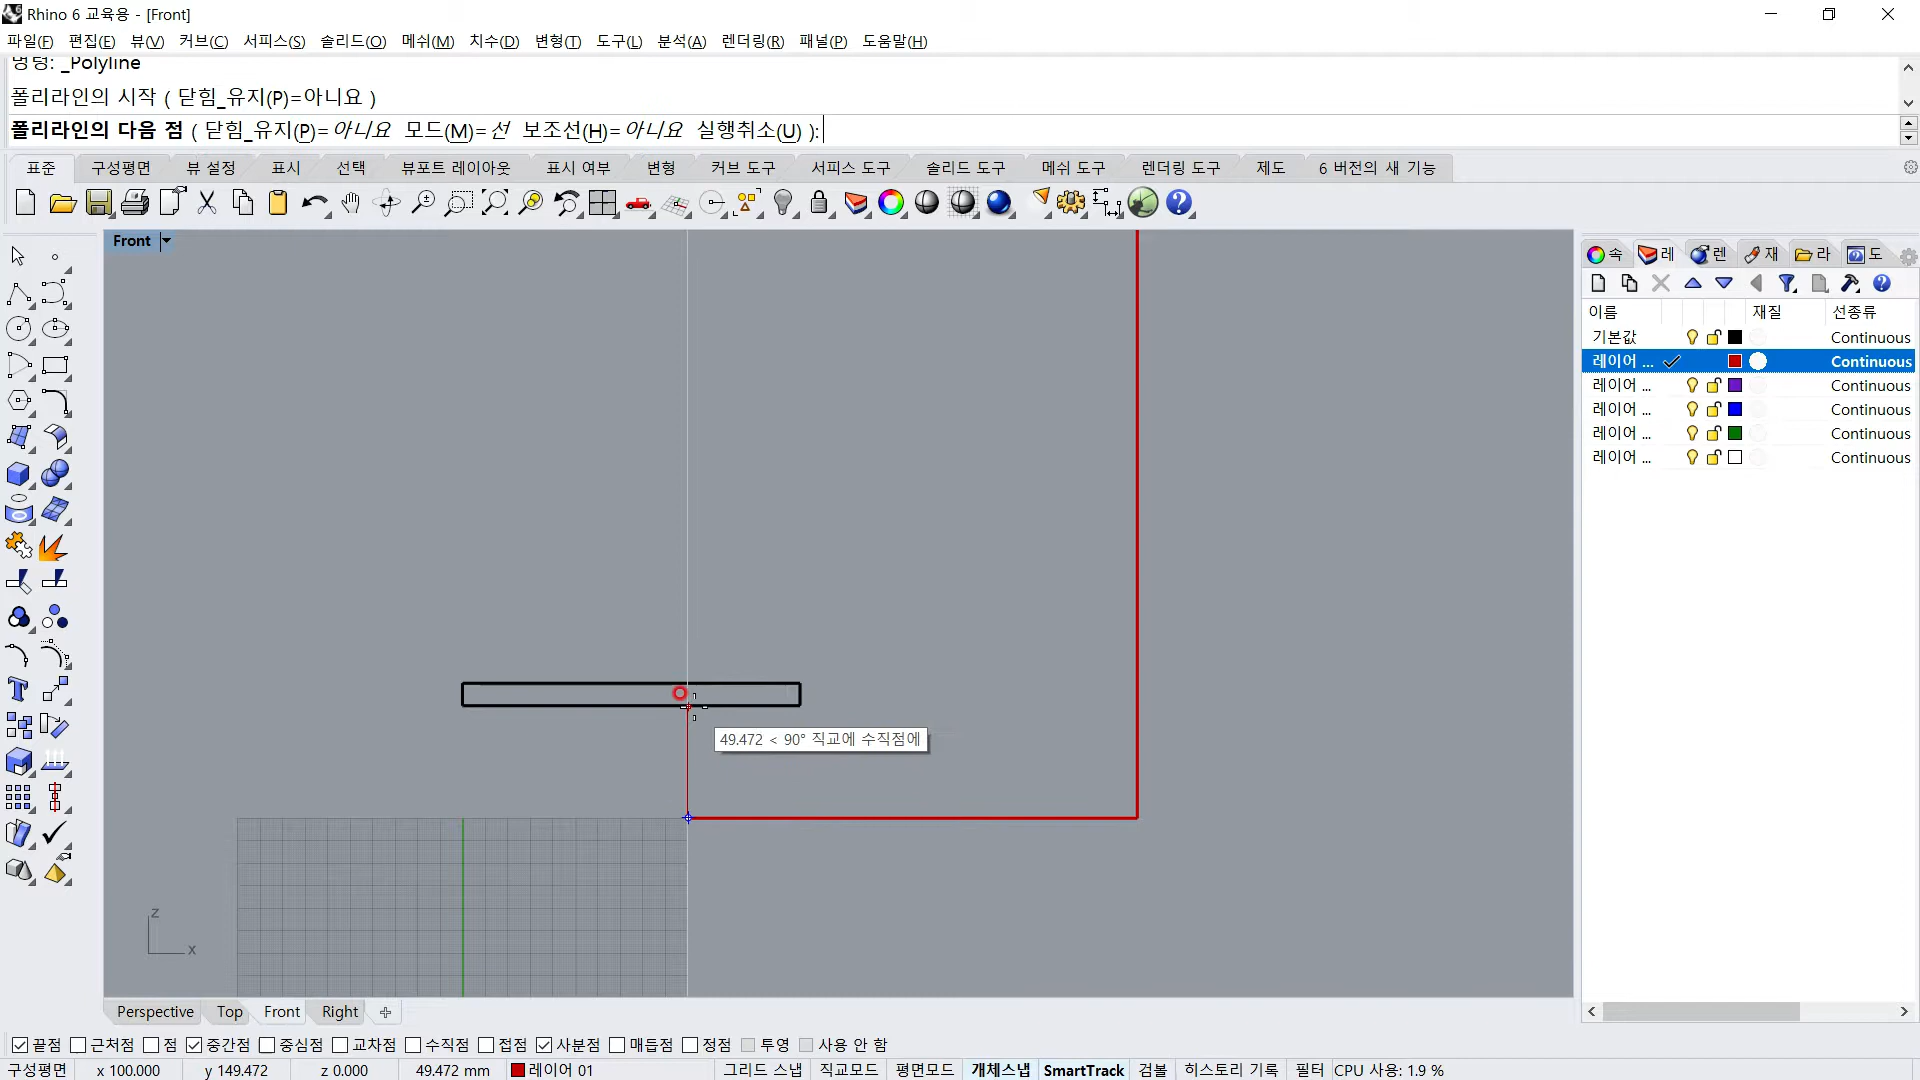 Rhino 6 교육용 - [Front]
파일(F) 편집(E) 뷰(V) 커브(C) 서피스(S) 솔리드(O) 메쉬(M) 치수(D) 변형(T) 도구(L) 분석(A) 렌더링(R) 패널(P) 도움말(H)
명령: _Polyline
폴리라인의 시작 ( 닫힘_유지(P)=아니요 )
폴리라인의 다음 점 ( 닫힘_유지(P)=아니요 모드(M)=선 보조선(H)=아니요 실행취소(U) ):
표준 구성평면 뷰 설정 표시 선택 뷰포트 레이아웃 표시 여부 변형 커브 도구 서피스 도구 솔리드 도구 메쉬 도구 렌더링 도구 제도 6 버전의 새 기능
Front
속 레 렌 재 라 도
이름 재질 선종류
기본값 Continuous
레이어 ... Continuous
레이어 ... Continuous
레이어 ... Continuous
레이어 ... Continuous
레이어 ... Continuous
49.472 < 90° 직교에 수직점에
z
x
Perspective Top Front Right
끝점 근처점 점 중간점 중심점 교차점 수직점 접점 사분점 매듭점 정점 투영 사용 안 함
구성평면 x 100.000 y 149.472 z 0.000 49.472 mm 레이어 01 그리드 스냅 직교모드 평면모드 개체스냅 SmartTrack 검볼 히스토리 기록 필터 CPU 사용: 1.9 %